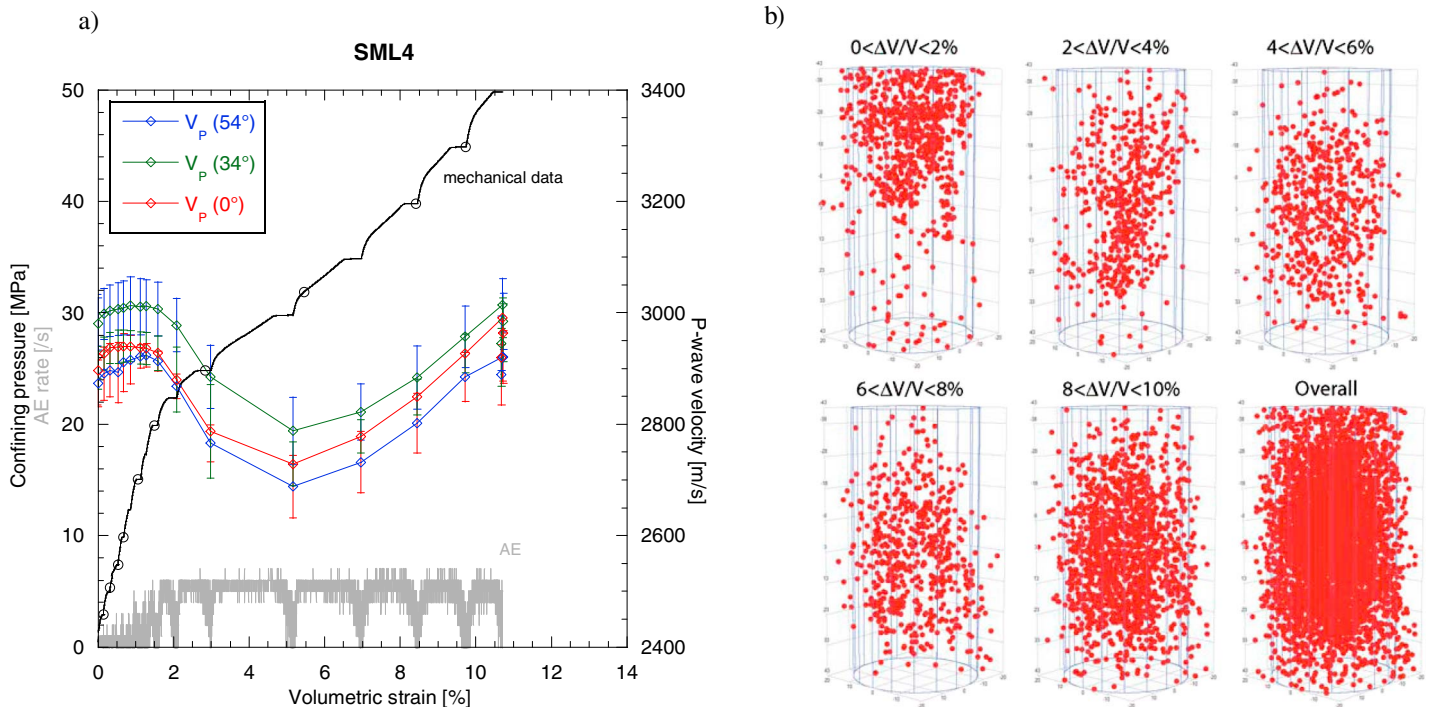 a)
SML4
50
40
30
20
10
0
Confining pressure [MPa]
AE rate [/s]
V_P (54°)
V_P (34°)
V_P (0°)
mechanical data
AE
3400
3200
3000
2800
2600
2400
P-wave velocity [m/s]
0 2 4 6 8 10 12 14
Volumetric strain [%]
b)
0<ΔV/V<2%
2<ΔV/V<4%
4<ΔV/V<6%
6<ΔV/V<8%
8<ΔV/V<10%
Overall